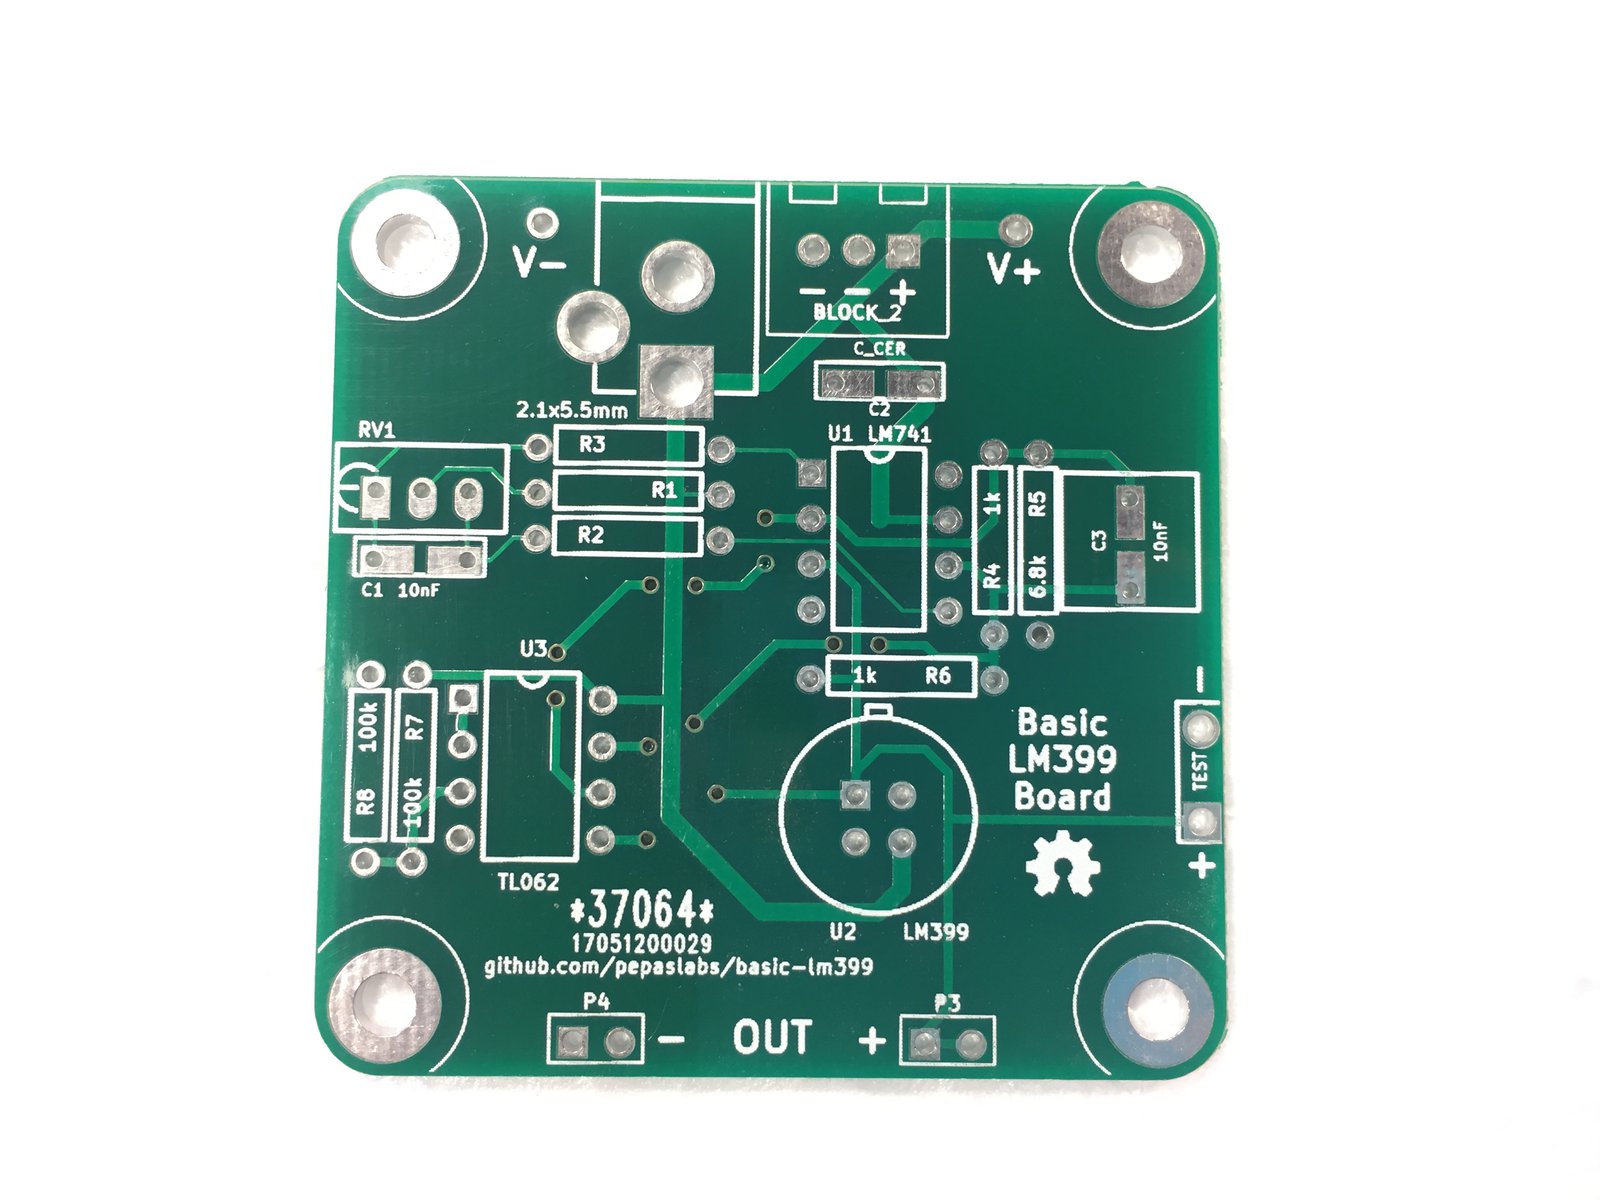 V-
V+
- - +
BLOCK_2
C_CER
2.1x5.5mm
C2
RV1
R3
U1 LM741
R1
R2
1k
R4
R5
6.8k
C3
10nF
C1 10nF
U3
1k R6
100k
R8
R7
100k
Basic
LM399
Board
-
TEST
+
TL062
*37064*
17051200029
U2 LM399
github.com/pepaslabs/basic-lm399
P4
P3
- OUT +